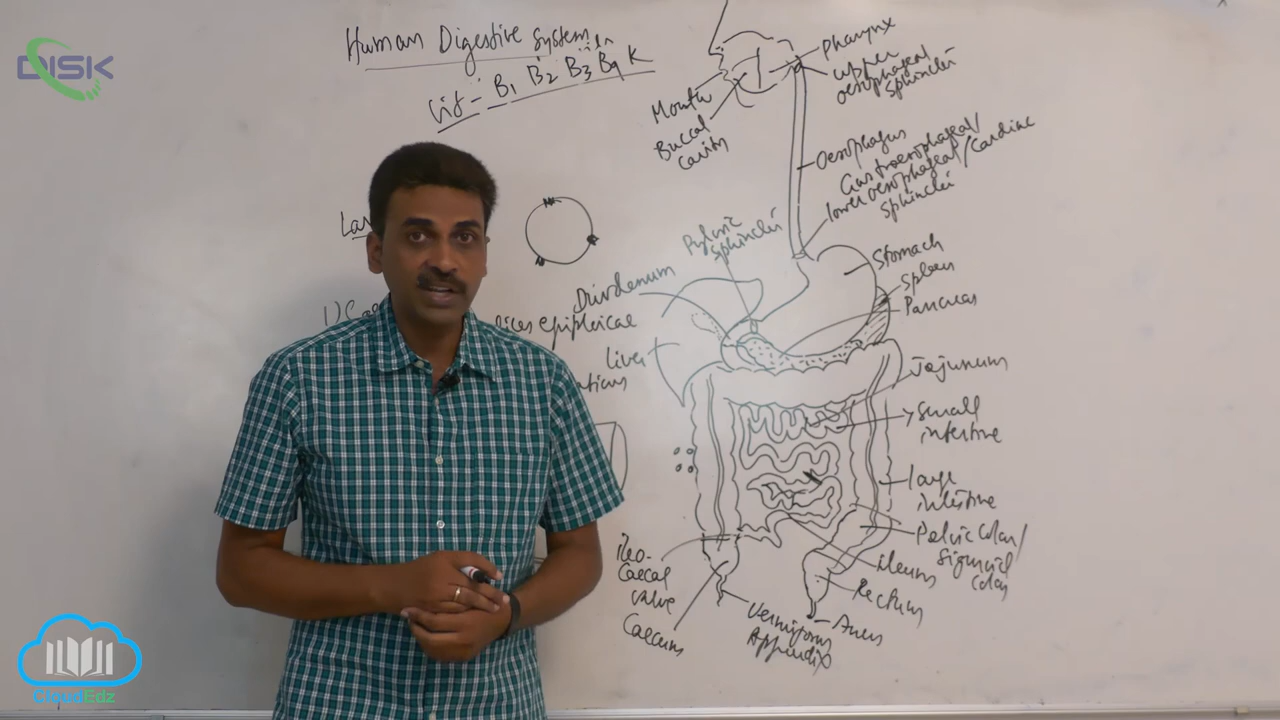 DISK
Human Digestive System
Vit - B1 B2 B3 B9 K
Pharynx
upper
oesophageal
sphincter
Mouth
Buccal
cavity
Oesophagus
Gastroesophageal/
lower oesophageal/Cardiac
sphincter
Pyloric
sphincter
Stomach
spleen
Pancreas
Duodenum
epiploicae
Liver
Jejunum
Small
intestine
large
intestine
Pelvic colon/
sigmoid
colon
Ileum
Rectum
Anus
Vermiform
Appendix
Ileo-
Caecal
valve
Caecum
CloudEdz